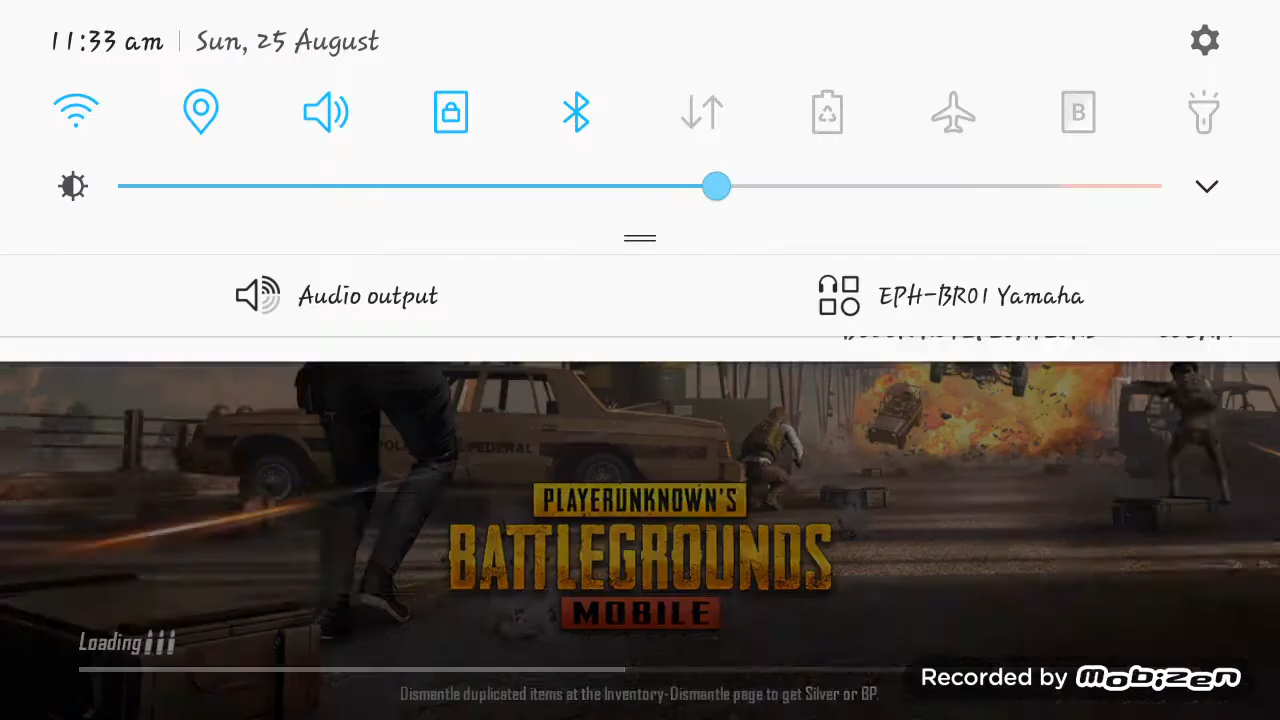 11:33 am | Sun, 25 August
B
Audio output
EPH-BR01 Yamaha
FEDERAL
PLAYERUNKNOWN'S
BATTLEGROUNDS
MOBILE
Loading
Recorded by mobizen
Dismantle duplicated items at the Inventory-Dismantle page to get Silver or BP.